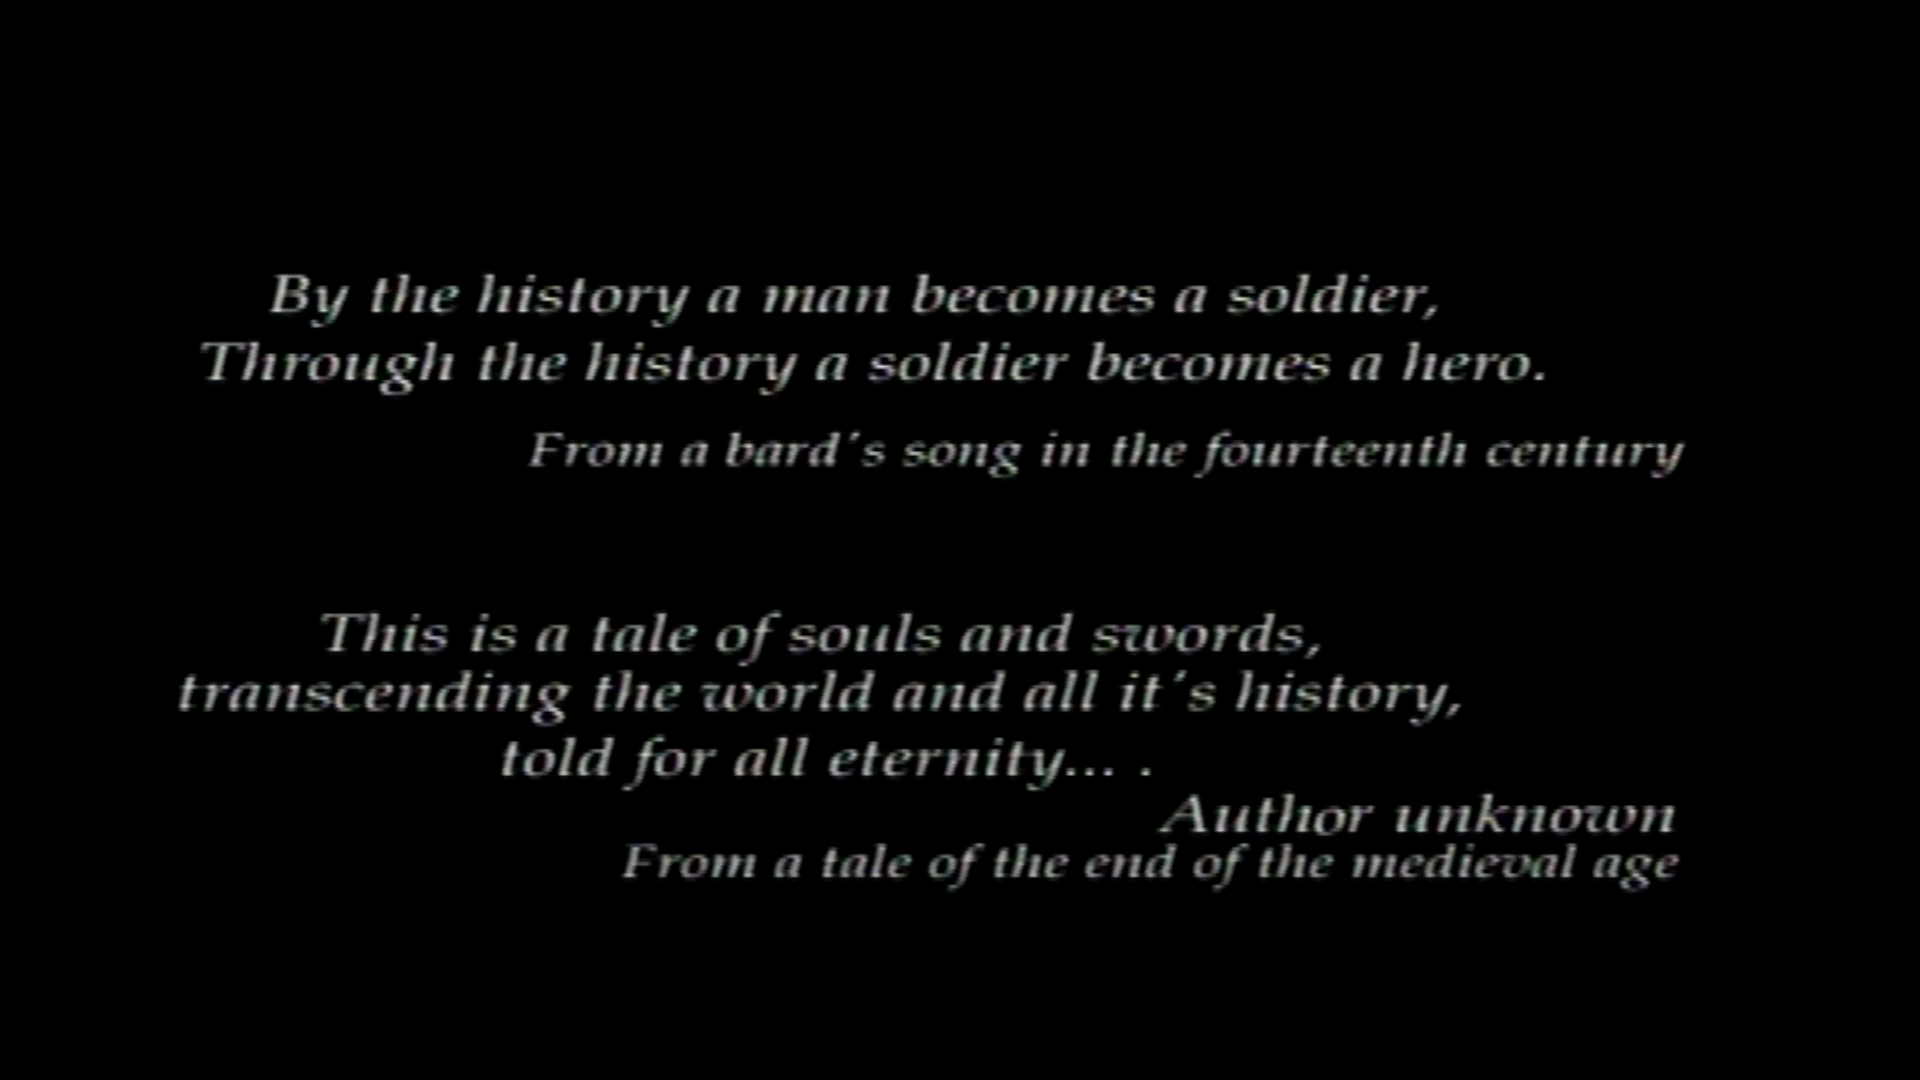 By the history a man becomes a soldier,
Through the history a soldier becomes a hero.
From a bard's song in the fourteenth century
This is a tale of souls and swords,
transcending the world and all it's history,
told for all eternity... .
Author unknown
From a tale of the end of the medieval age